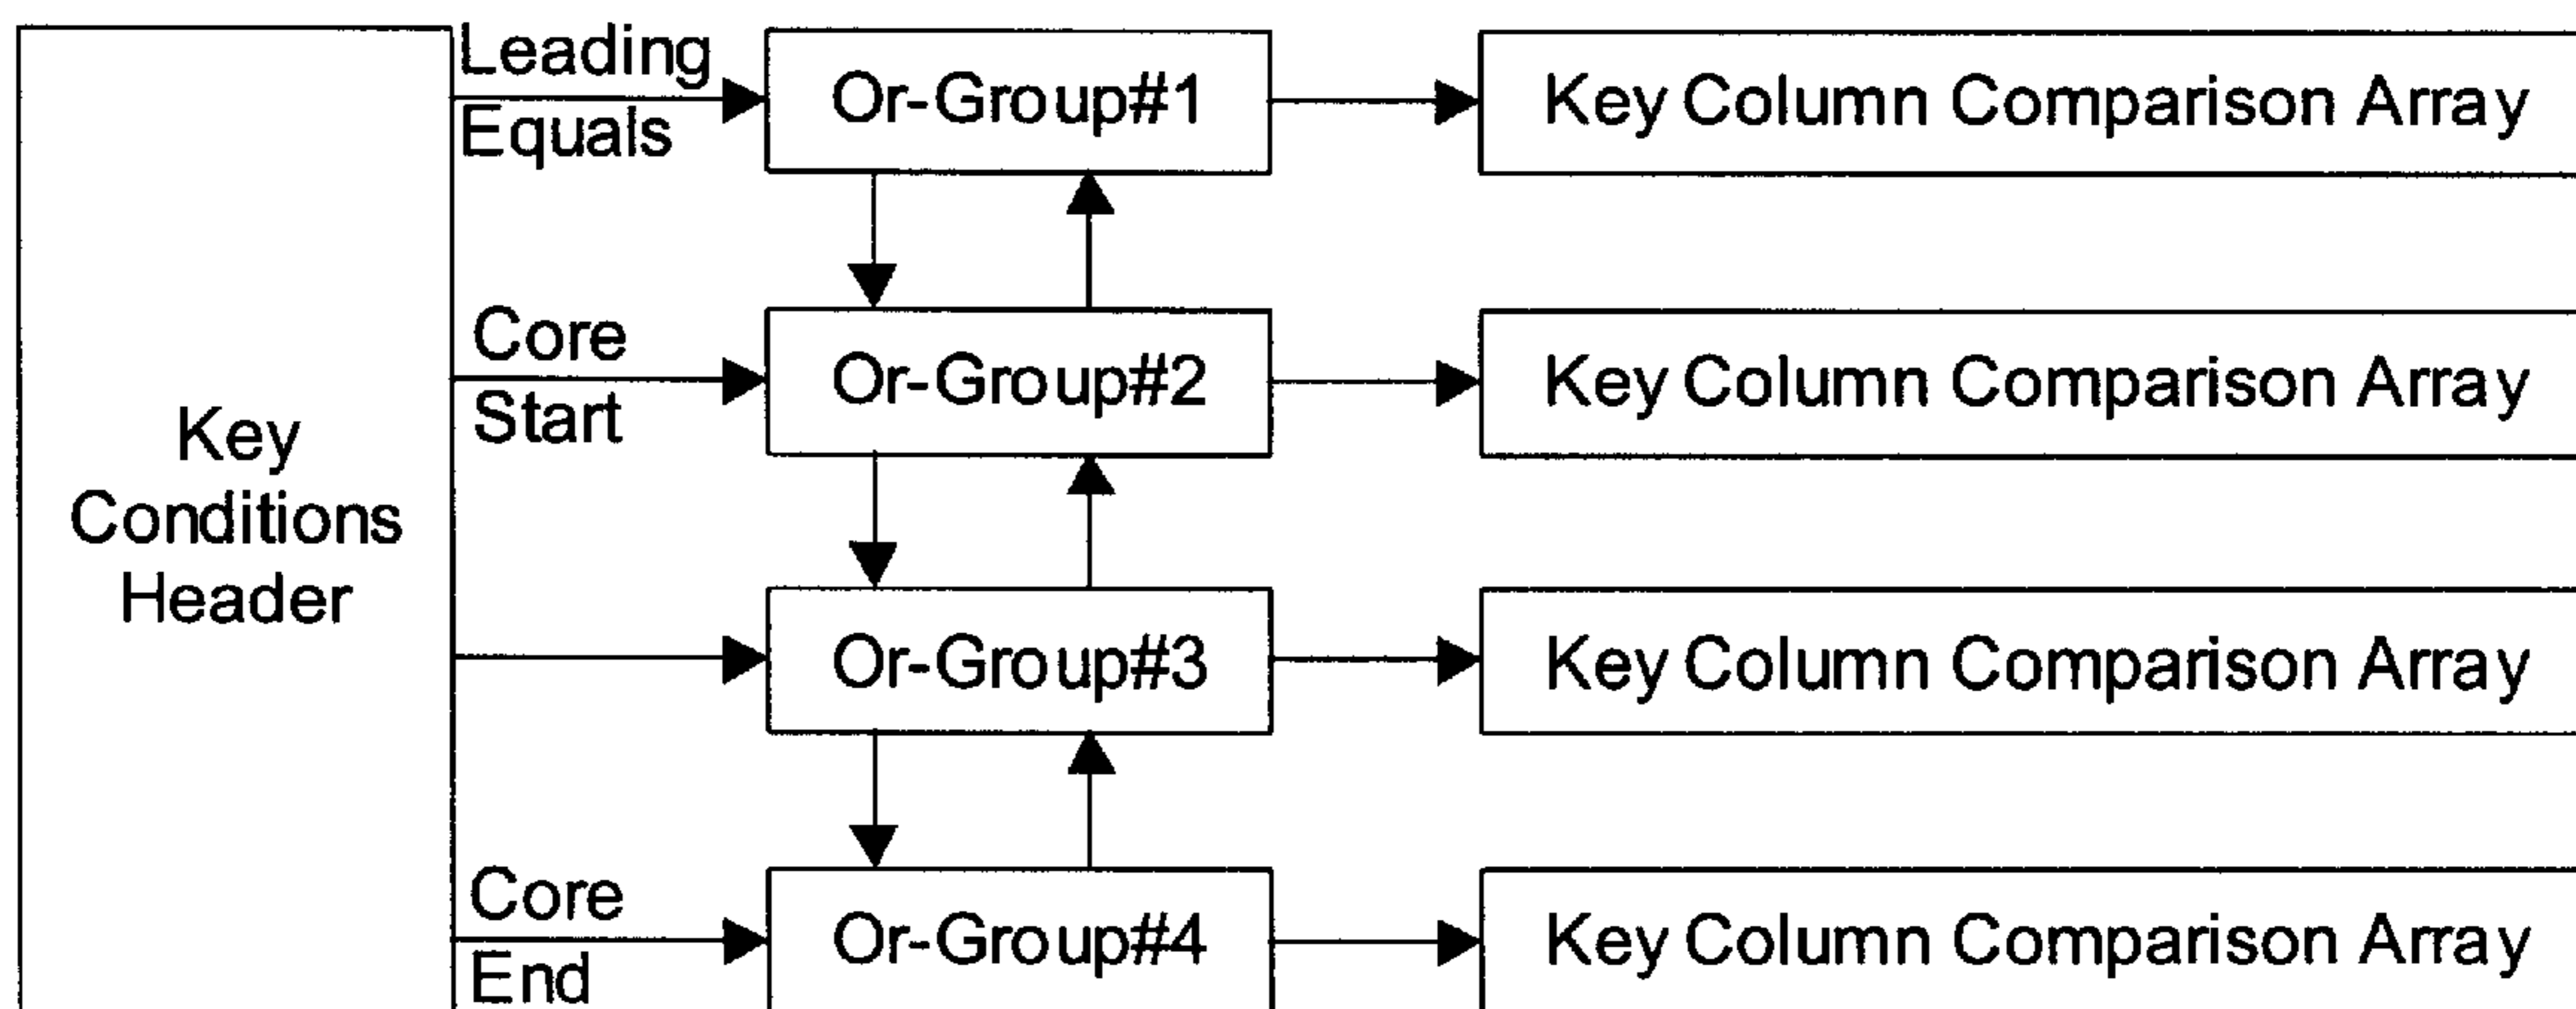 Key
Conditions
Header
Leading
Equals
Or-Group#1
Key Column Comparison Array
Core
Start
Or-Group#2
Key Column Comparison Array
Or-Group#3
Key Column Comparison Array
Core
End
Or-Group#4
Key Column Comparison Array